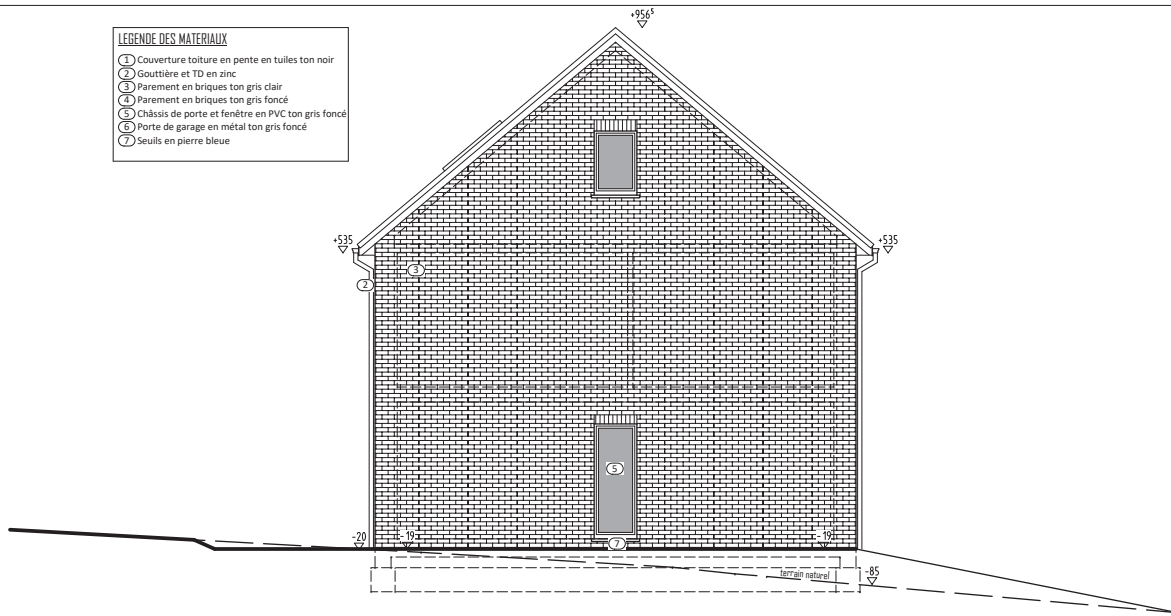 +956⁵
LEGENDE DES MATERIAUX
1 Couverture toiture en pente en tuiles ton noir
2 Gouttière et TD en zinc
3 Parement en briques ton gris clair
4 Parement en briques ton gris foncé
5 Châssis de porte et fenêtre en PVC ton gris foncé
6 Porte de garage en métal ton gris foncé
7 Seuils en pierre bleue
+535
+535
3
2
5
-20
-19
7
-19
terrain naturel
-85